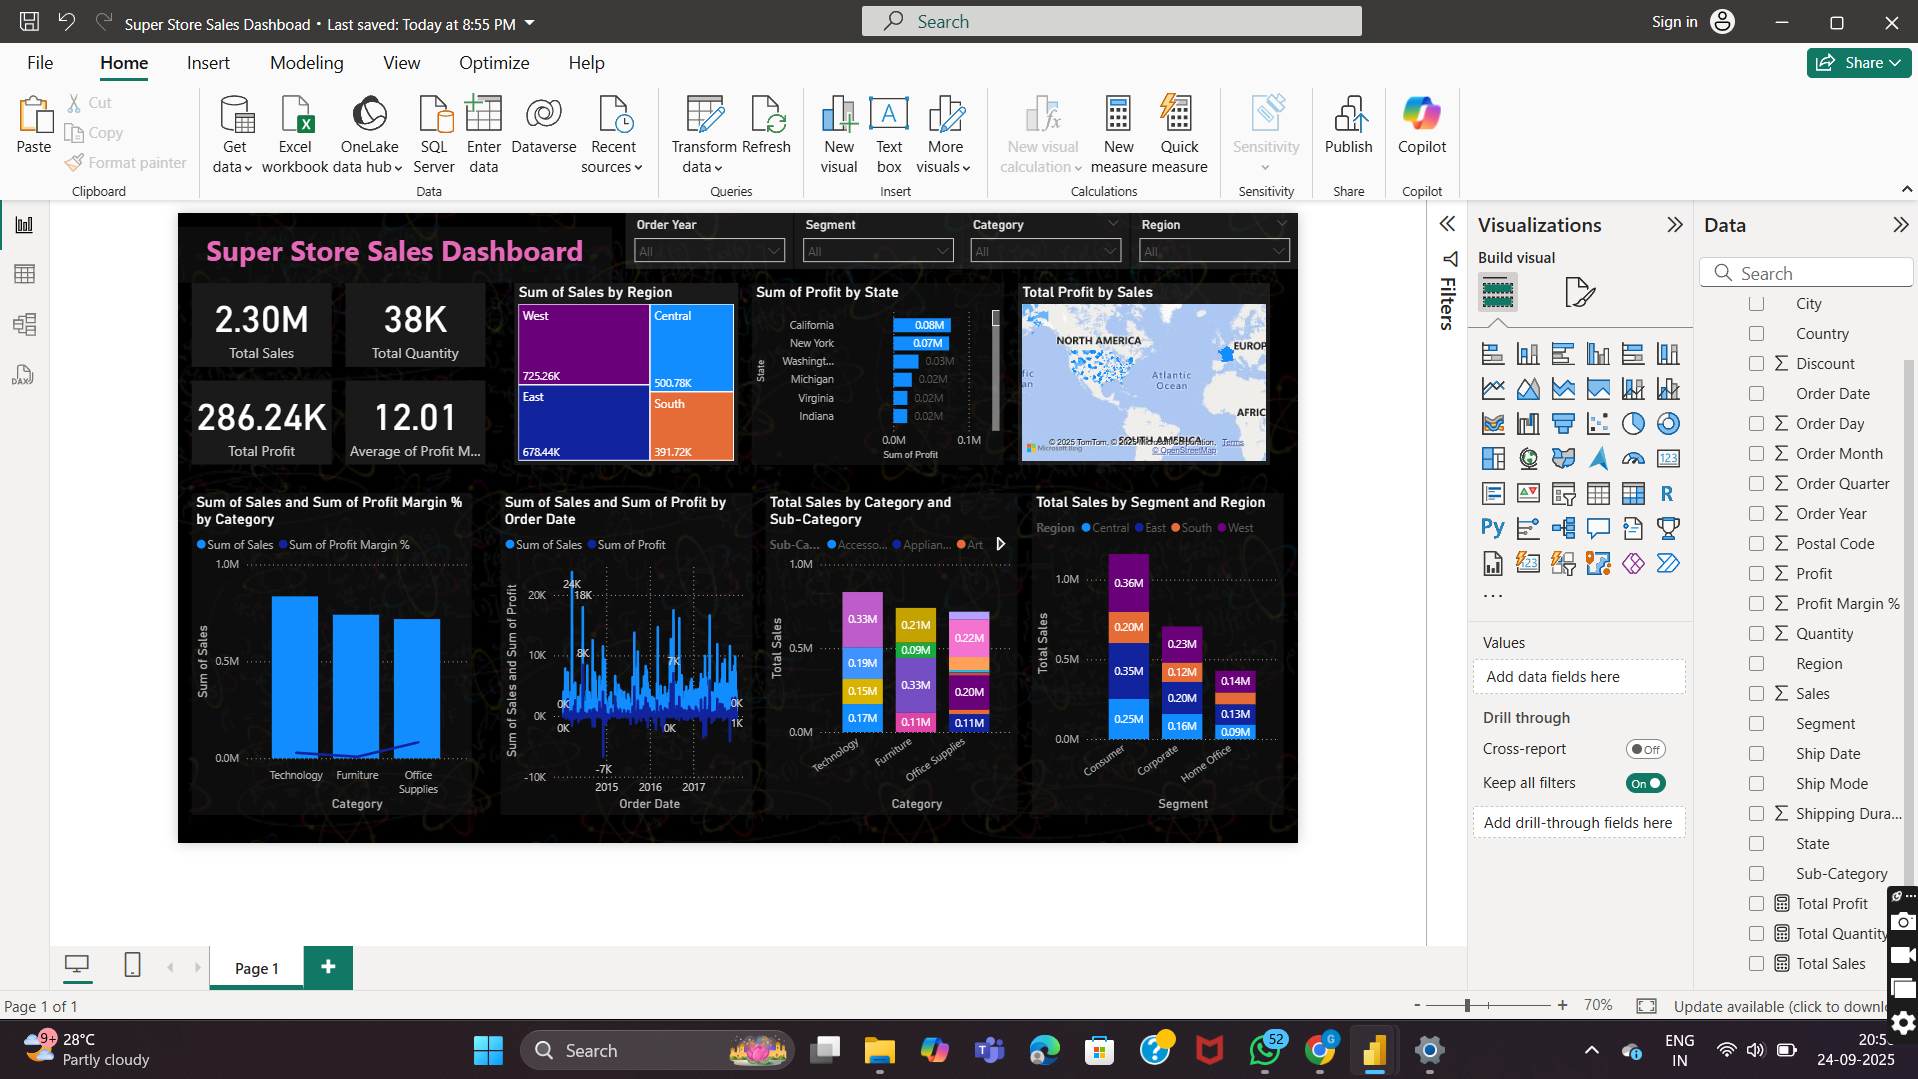 Super Store Sales Dashboad • Last saved: Today at 8:55 PM
Search
Sign in
File Home Insert Modeling View Optimize Help
Share
Paste
Cut
Copy
Format painter
Clipboard
Get data
Excel workbook
OneLake data hub
SQL Server
Enter data
Dataverse
Recent sources
Data
Transform data
Refresh
Queries
New visual
Text box
More visuals
Insert
New visual calculation
New measure
Quick measure
Calculations
Sensitivity
Sensitivity
Publish
Share
Copilot
Copilot
Super Store Sales Dashboard
Order Year
All
Segment
All
Category
All
Region
All
2.30M
Total Sales
38K
Total Quantity
286.24K
Total Profit
12.01
Average of Profit M...
Sum of Sales by Region
West
725.26K
Central
500.78K
East
678.44K
South
391.72K
Sum of Profit by State
State
California 0.08M
New York 0.07M
Washingt... 0.03M
Michigan 0.02M
Virginia 0.02M
Indiana 0.02M
0.0M 0.1M
Sum of Profit
Total Profit by Sales
NORTH AMERICA
EUROP
Atlantic
Ocean
AFRIC
SOUTH AMERICA
© 2025 TomTom, © 2025 Microsoft Corporation, Terms
© OpenStreetMap
Microsoft Bing
Sum of Sales and Sum of Profit Margin %
by Category
Sum of Sales Sum of Profit Margin %
Sum of Sales
1.0M
0.5M
0.0M
Technology Furniture Office Supplies
Category
Sum of Sales and Sum of Profit by
Order Date
Sum of Sales Sum of Profit
Sum of Sales and Sum of Profit
20K
10K
0K
-10K
24K
18K
8K
7K
0K
0K
-7K
0K
0K
1K
2015 2016 2017
Order Date
Total Sales by Category and
Sub-Category
Sub-Ca... Accesso... Applian... Art
Total Sales
1.0M
0.5M
0.0M
0.33M
0.19M
0.15M
0.17M
0.21M
0.09M
0.33M
0.11M
0.22M
0.20M
0.11M
Technology Furniture Office Supplies
Category
Total Sales by Segment and Region
Region Central East South West
Total Sales
1.0M
0.5M
0.0M
0.36M
0.20M
0.35M
0.25M
0.23M
0.12M
0.20M
0.16M
0.14M
0.13M
0.09M
Consumer Corporate Home Office
Segment
Filters
Visualizations
Build visual
123
R
Py
123
...
Values
Add data fields here
Drill through
Cross-report Off
Keep all filters On
Add drill-through fields here
Data
Search
City
Country
Discount
Order Date
Order Day
Order Month
Order Quarter
Order Year
Postal Code
Profit
Profit Margin %
Quantity
Region
Sales
Segment
Ship Date
Ship Mode
Shipping Dura...
State
Sub-Category
Total Profit
Total Quantity
Total Sales
Page 1
Page 1 of 1
- + 70%
Update available (click to downl
9+
28°C
Partly cloudy
Search
52
G
ENG
IN
24-09-2025